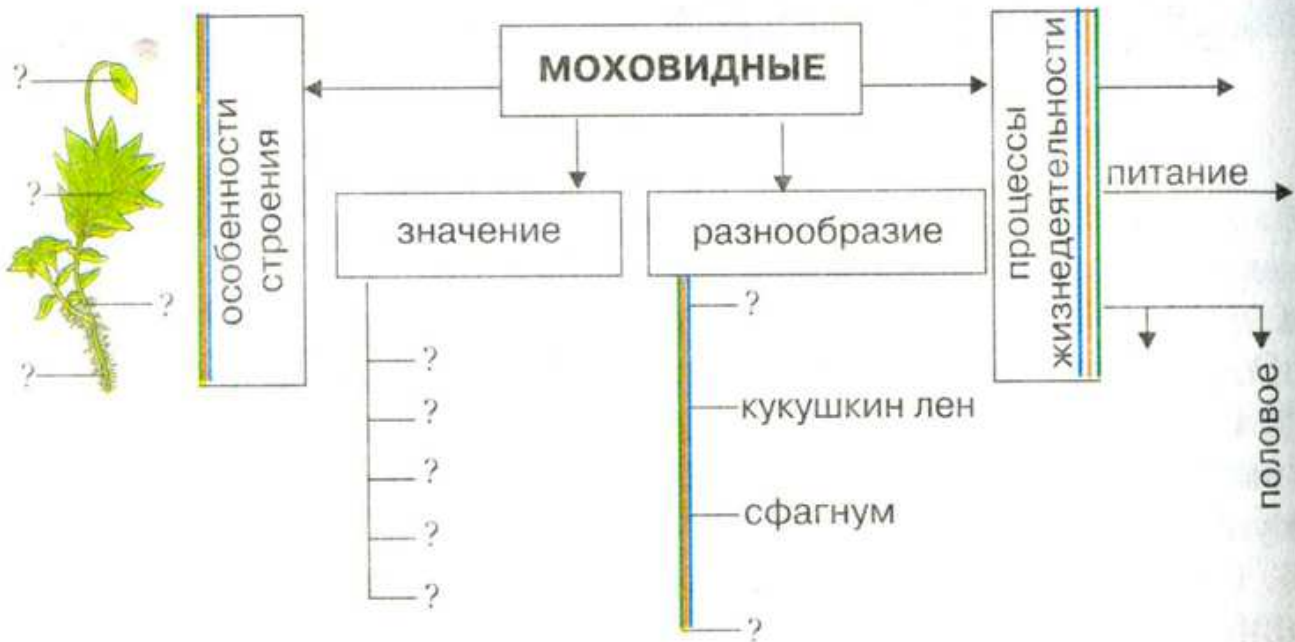 МОХОВИДНЫЕ
?
?
?
?
особенности
строения
значение
?
?
?
?
?
разнообразие
?
кукушкин лен
сфагнум
?
процессы
жизнедеятельности
питание
половое